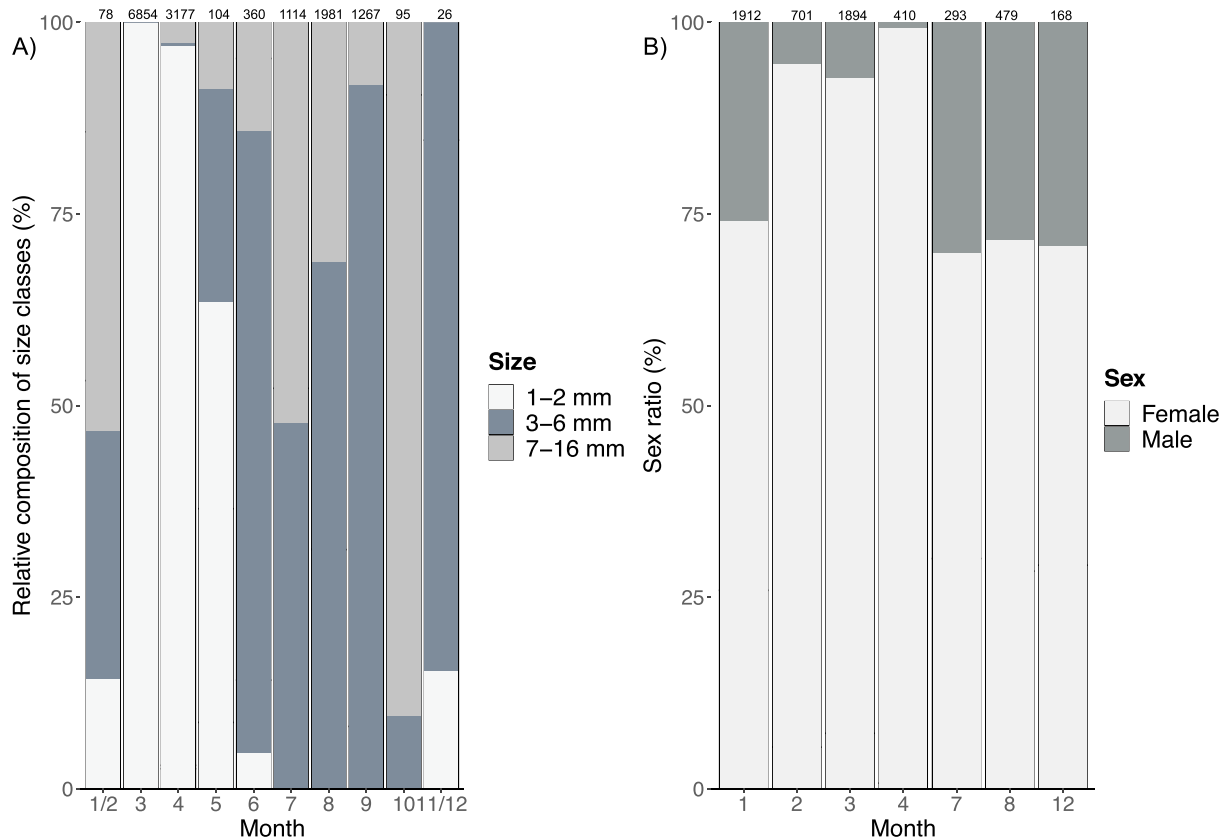 A)
78 6854 3177 104 360 1114 1981 1267 95 26
100
75
50
25
0
Relative composition of size classes (%)
1/2 3 4 5 6 7 8 9 10 11/12
Month
Size
1–2 mm
3–6 mm
7–16 mm
B)
1912 701 1894 410 293 479 168
100
75
50
25
0
Sex ratio (%)
1 2 3 4 7 8 12
Month
Sex
Female
Male